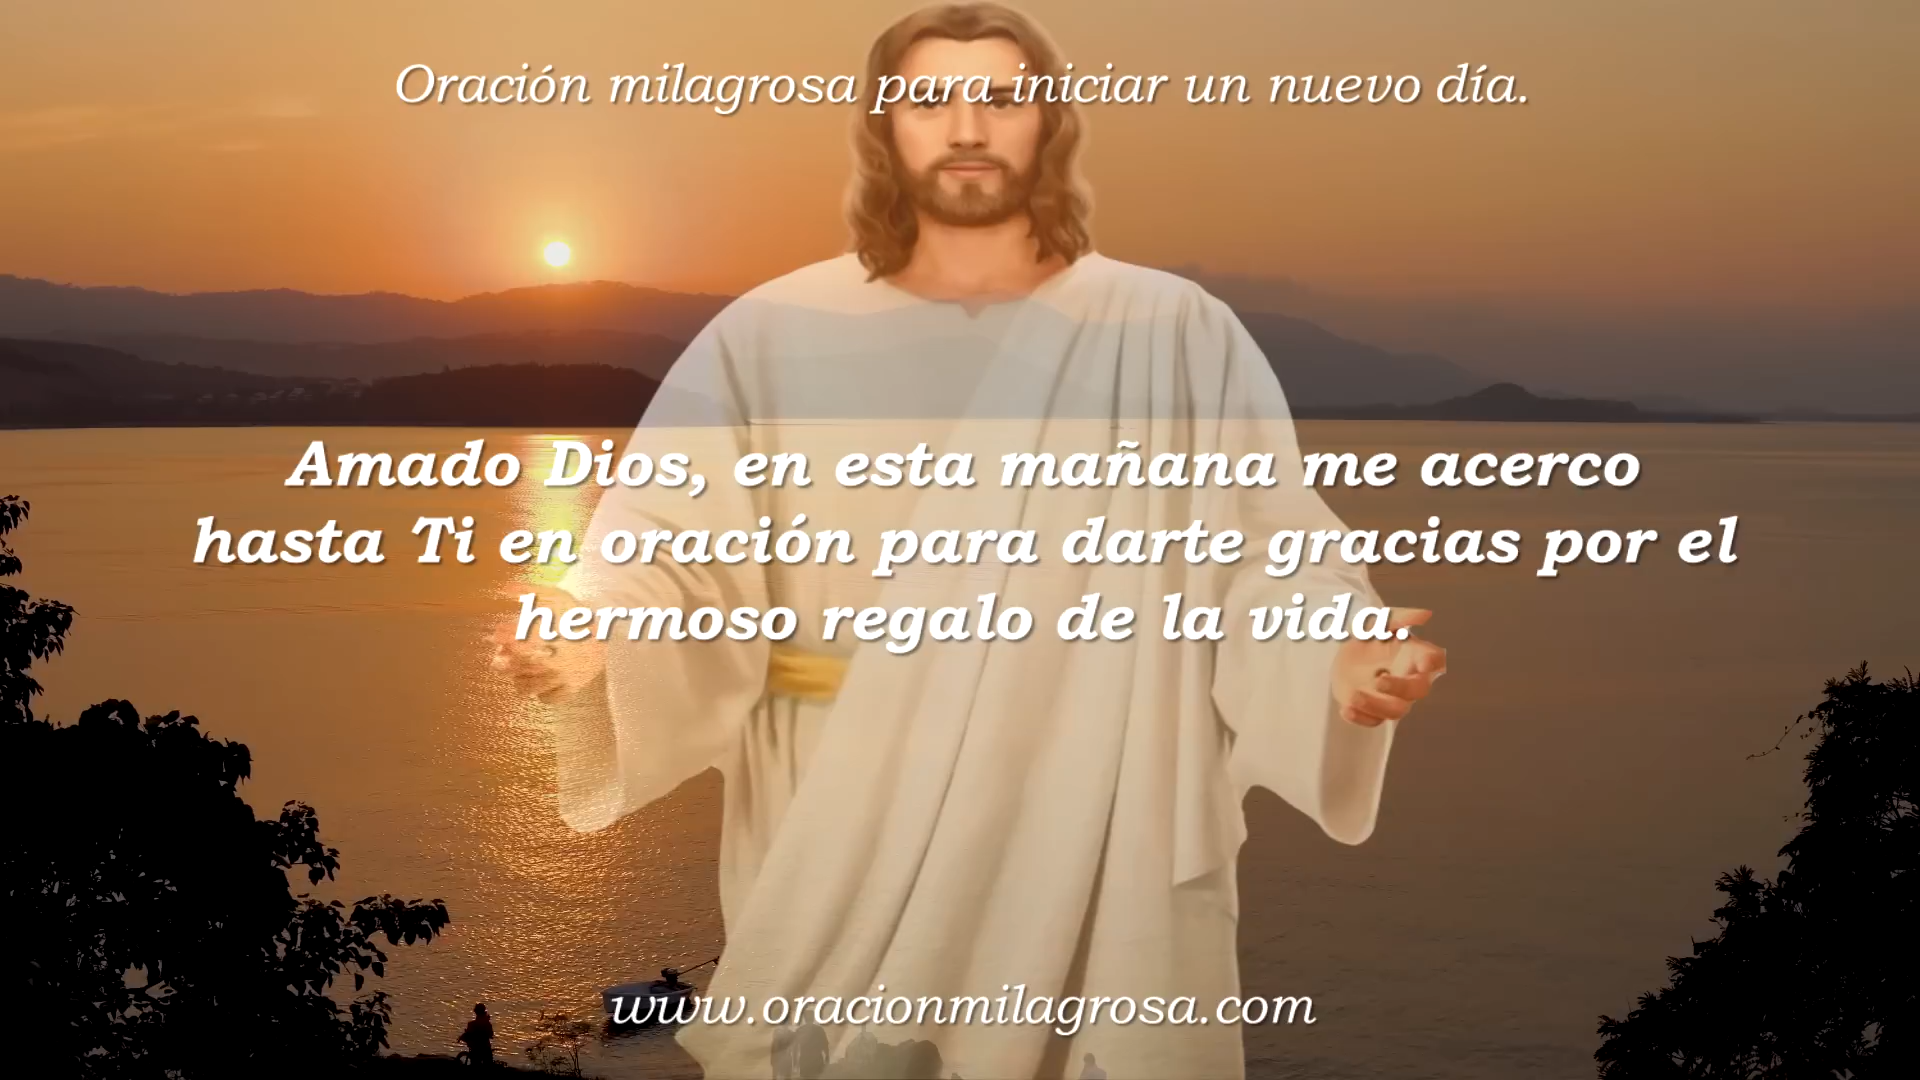 Oración milagrosa para iniciar un nuevo día.
Amado Dios, en esta mañana me acerco
hasta Ti en oración para darte gracias por el
hermoso regalo de la vida.
www.oracionmilagrosa.com